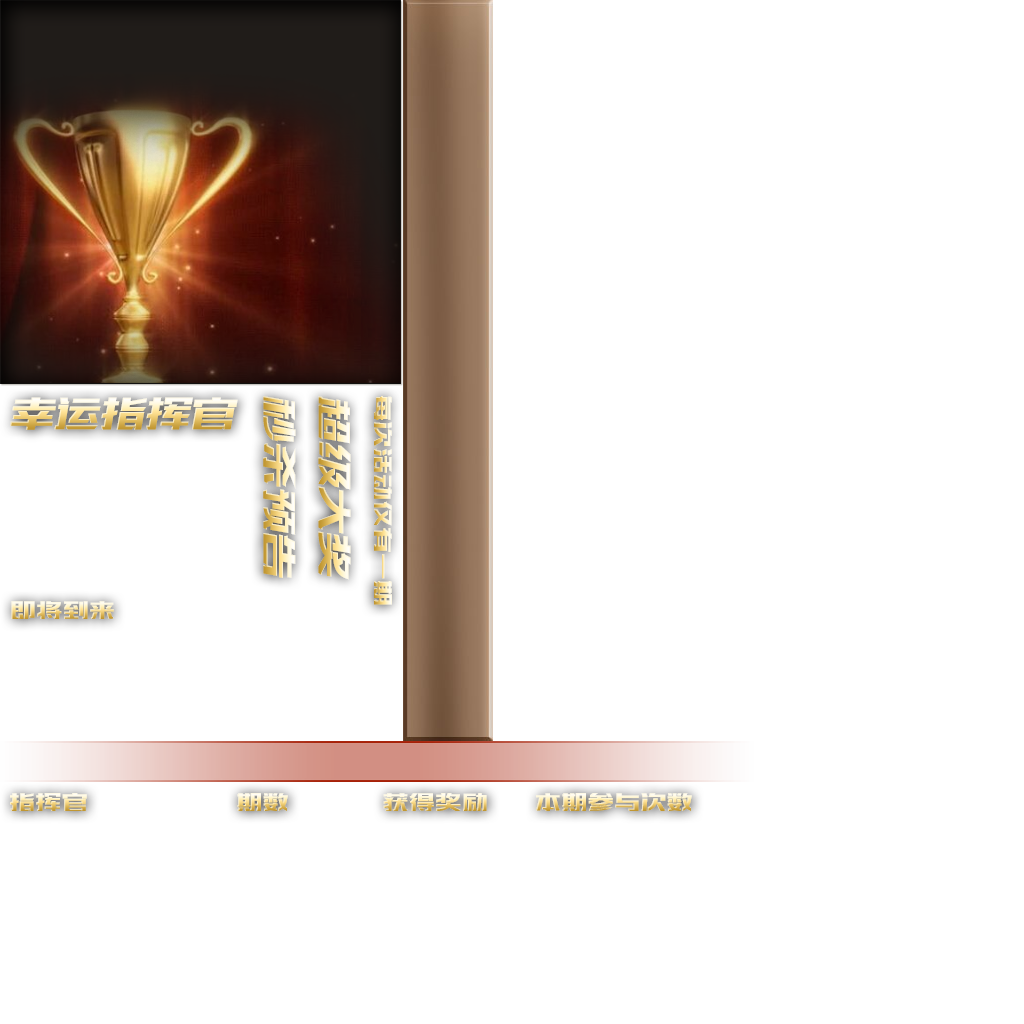 幸运指挥官
秒杀预告
超级大奖
每次活动仅有一期
即将到来
指挥官
期数
获得奖励
本期参与次数